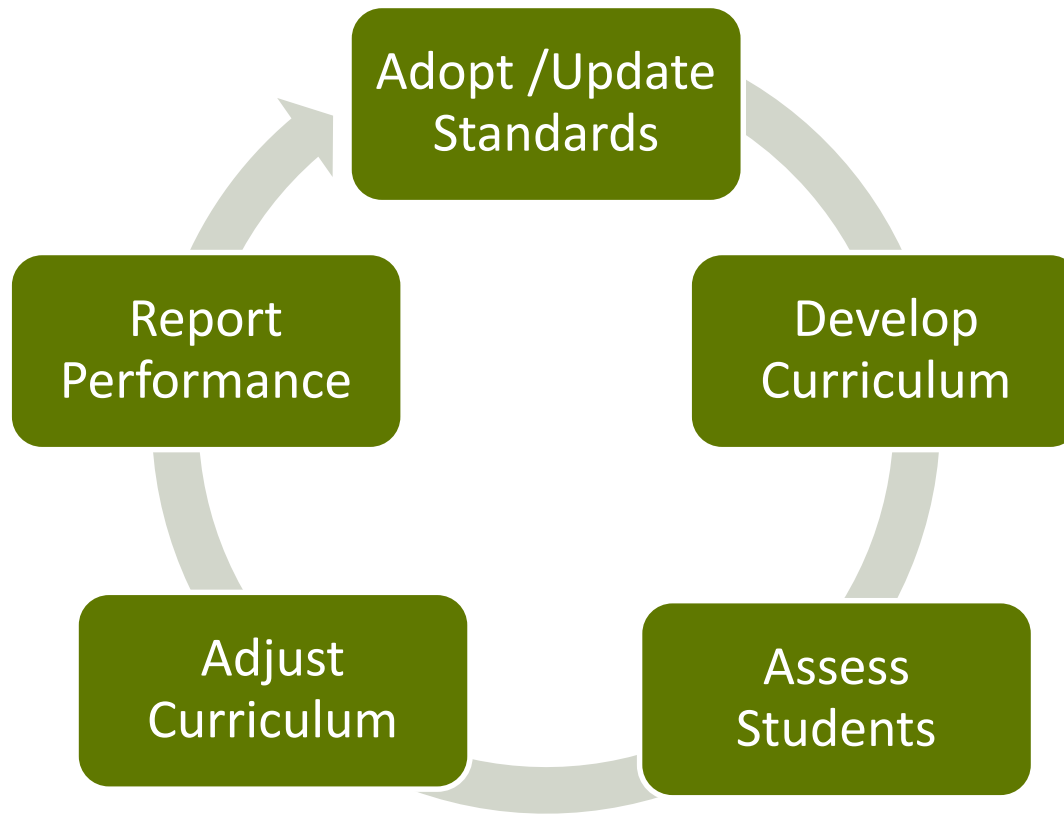 Adopt /Update
Standards
Develop
Curriculum
Assess
Students
Adjust
Curriculum
Report
Performance